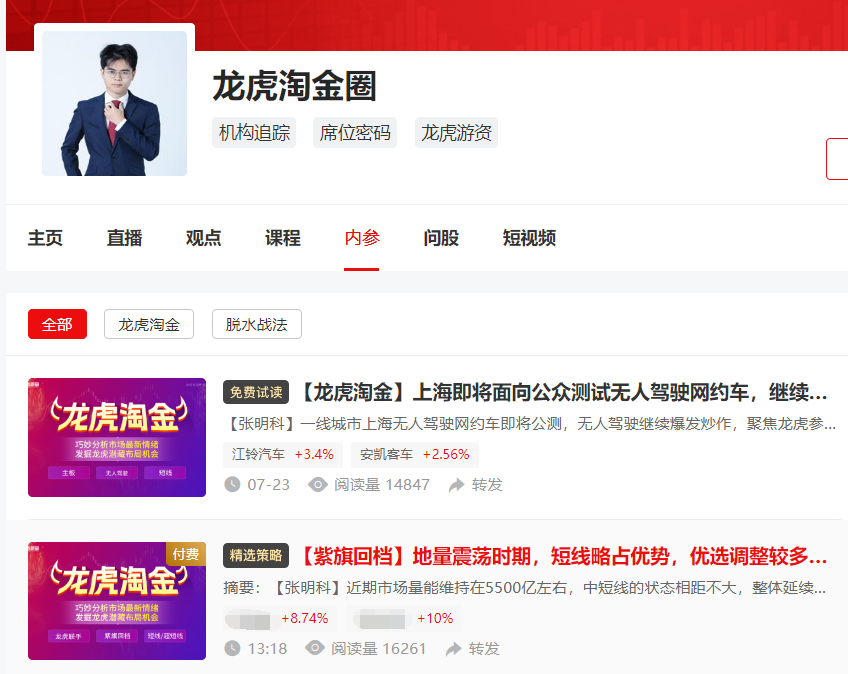 龙虎淘金圈
机构追踪 席位密码 龙虎游资
主页 直播 观点 课程 内参 问股 短视频
全部 龙虎淘金 脱水战法
龙虎淘金
巧妙分析市场最新情绪
发掘龙虎潜藏布局机会
主板 无人驾驶 短线
免费试读 【龙虎淘金】上海即将面向公众测试无人驾驶网约车，继续...
【张明科】一线城市上海无人驾驶网约车即将公测，无人驾驶继续爆发炒作，聚焦龙虎参...
江铃汽车 +3.4% 安凯客车 +2.56%
07-23 阅读量 14847 转发
付费
龙虎淘金
巧妙分析市场最新情绪
发掘龙虎潜藏布局机会
龙虎联手 紫旗回档 短线/超短线
精选策略 【紫旗回档】地量震荡时期，短线略占优势，优选调整较多...
摘要：【张明科】近期市场量能维持在5500亿左右，中短线的状态相距不大，整体延续...
+8.74% +10%
13:18 阅读量 16261 转发